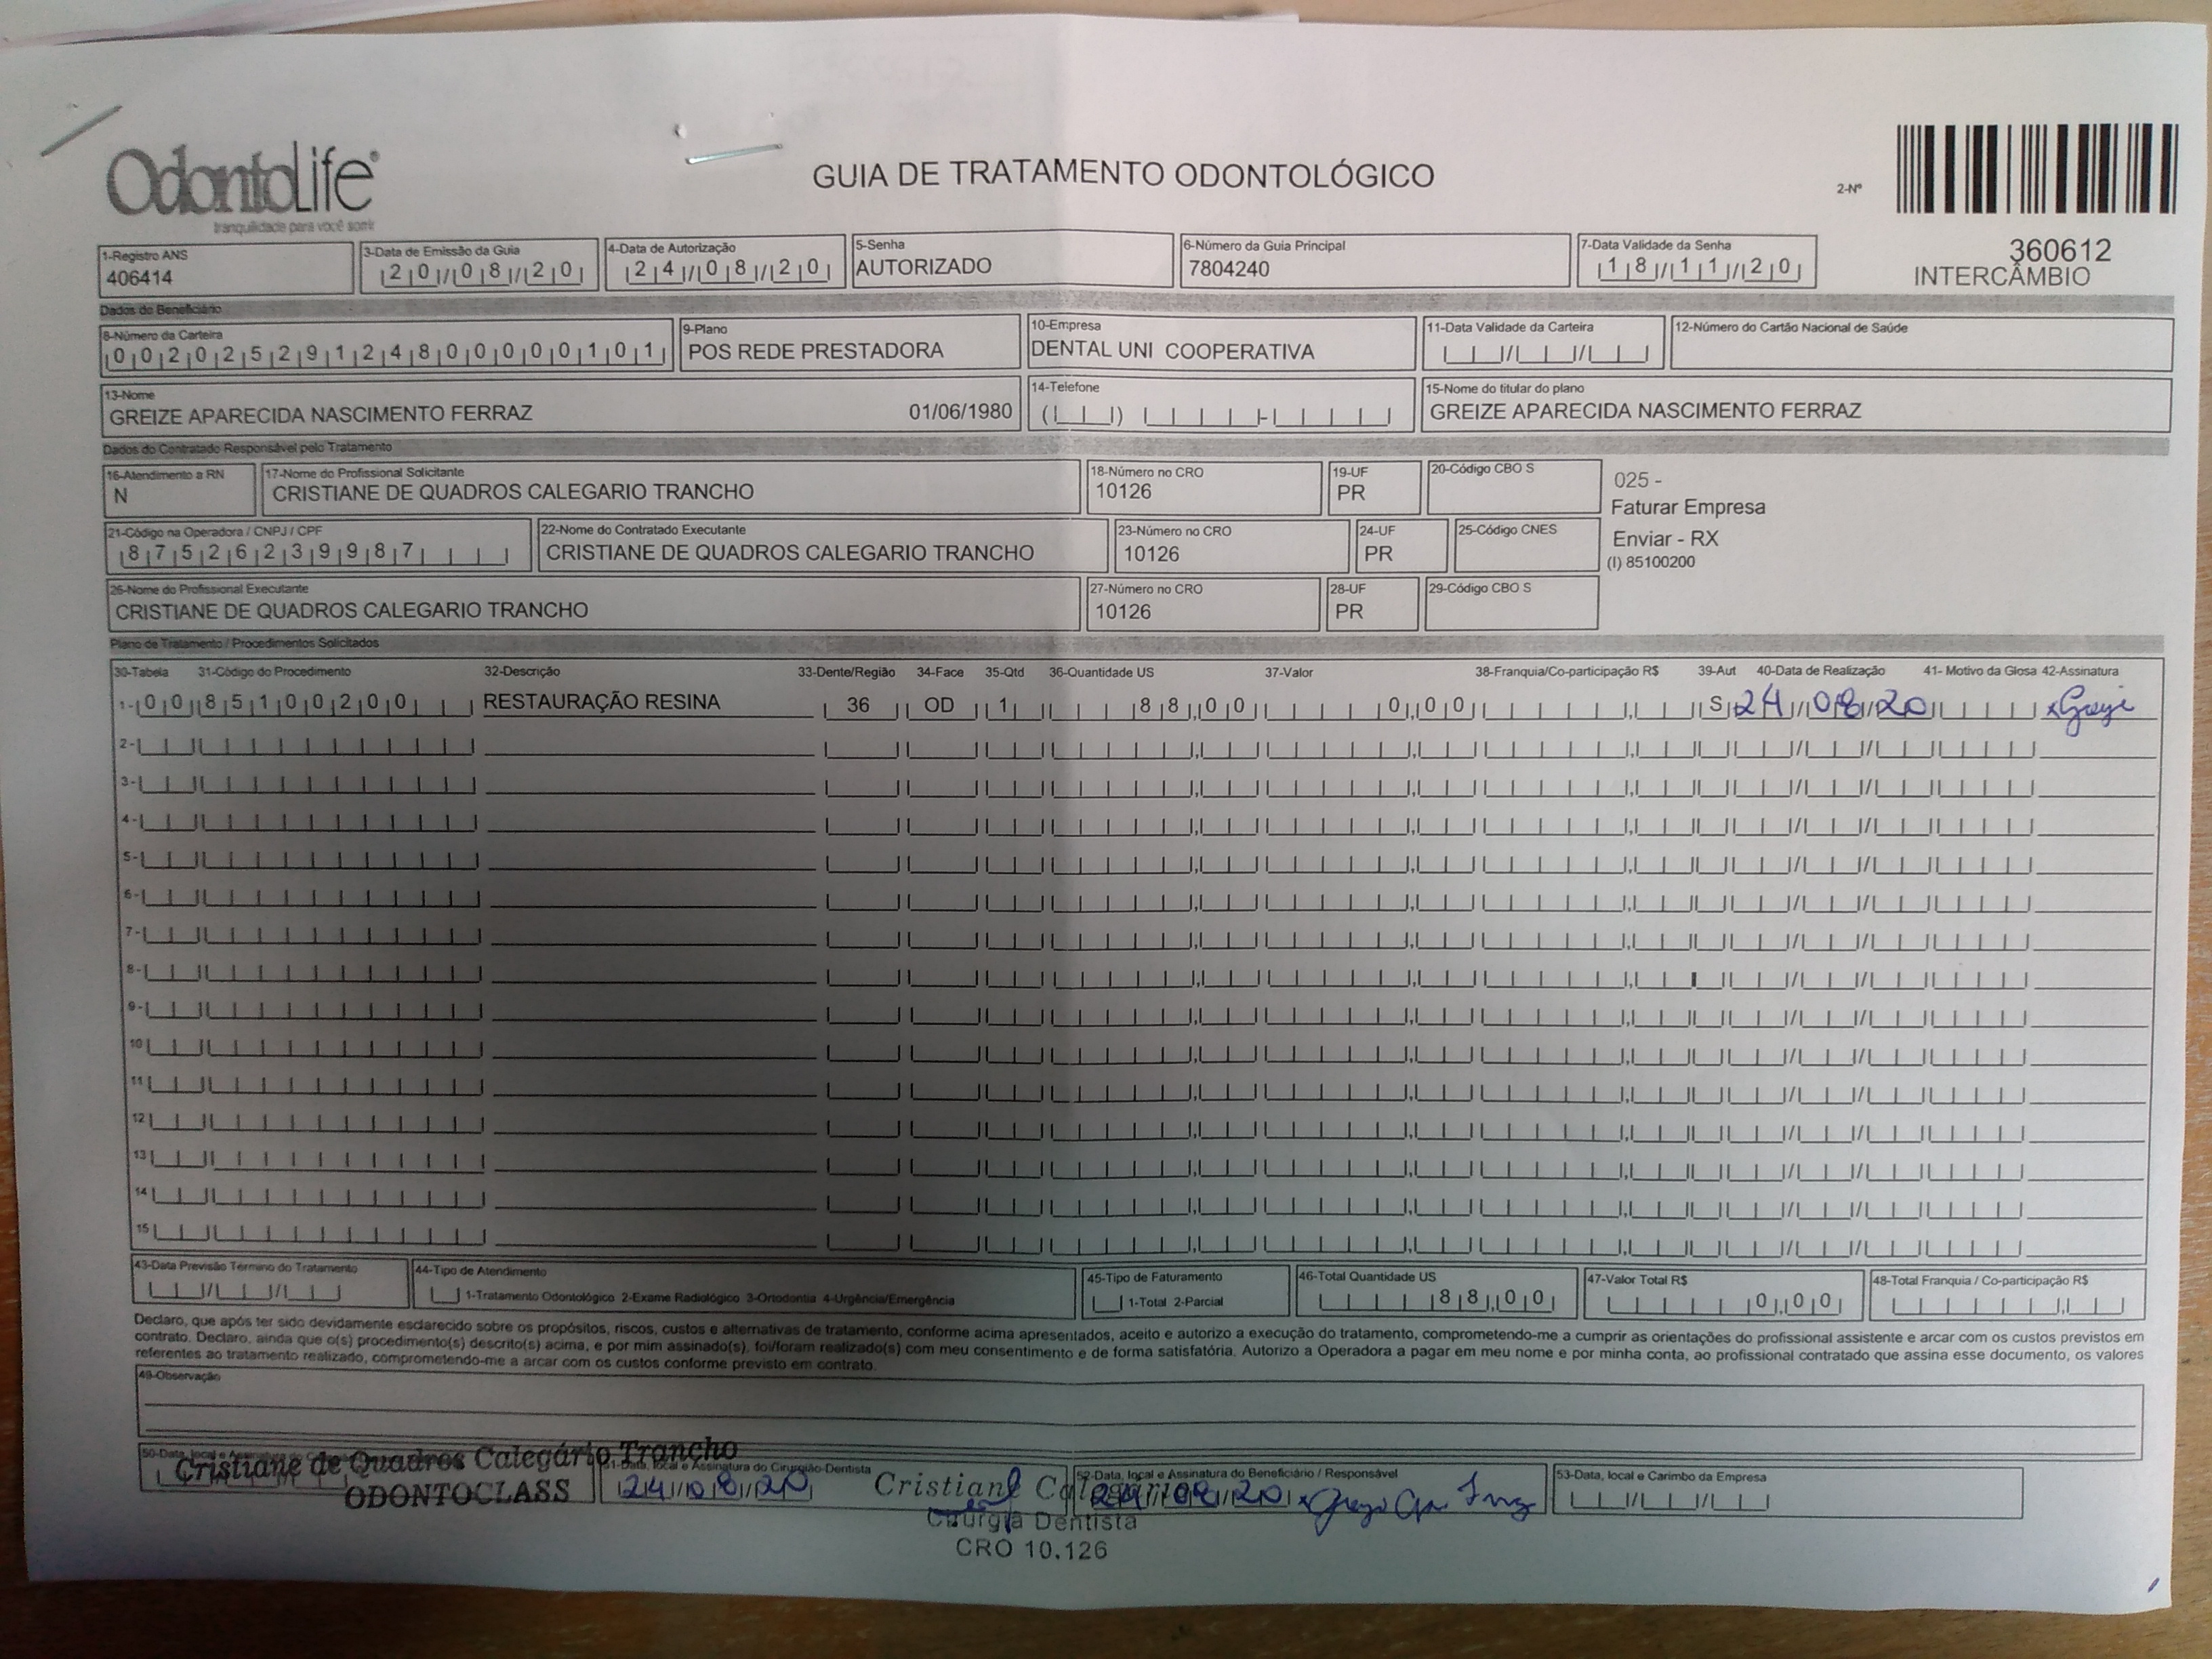 OdontoLife®
tranquilidade para você sorrir
GUIA DE TRATAMENTO ODONTOLÓGICO
2-Nº
360612
INTERCÂMBIO
1-Registro ANS
406414
3-Data de Emissão da Guia
20/08/20
4-Data de Autorização
24/08/20
5-Senha
AUTORIZADO
6-Número da Guia Principal
7804240
7-Data Validade da Senha
18/11/20
Dados do Beneficiário
8-Número da Carteira
00202529124800000101
9-Plano
POS REDE PRESTADORA
10-Empresa
DENTAL UNI COOPERATIVA
11-Data Validade da Carteira
12-Número do Cartão Nacional de Saúde
13-Nome
GREIZE APARECIDA NASCIMENTO FERRAZ 01/06/1980
14-Telefone
15-Nome do titular do plano
GREIZE APARECIDA NASCIMENTO FERRAZ
Dados do Contratado Responsável pelo Tratamento
16-Atendimento a RN
N
17-Nome do Profissional Solicitante
CRISTIANE DE QUADROS CALEGARIO TRANCHO
18-Número no CRO
10126
19-UF
PR
20-Código CBO S
025 -
Faturar Empresa
Enviar - RX
(I) 85100200
21-Código na Operadora / CNPJ / CPF
87526239987
22-Nome do Contratado Executante
CRISTIANE DE QUADROS CALEGARIO TRANCHO
23-Número no CRO
10126
24-UF
PR
25-Código CNES
26-Nome do Profissional Executante
CRISTIANE DE QUADROS CALEGARIO TRANCHO
27-Número no CRO
10126
28-UF
PR
29-Código CBO S
Plano de Tratamento / Procedimentos Solicitados
30-Tabela 31-Código do Procedimento 32-Descrição 33-Dente/Região 34-Face 35-Qtd 36-Quantidade US 37-Valor 38-Franquia/Co-participação R$ 39-Aut 40-Data de Realização 41- Motivo da Glosa 42-Assinatura
1- 00 85100200 RESTAURAÇÃO RESINA 36 OD 1 88,00 0,00 S 24/08/20
2-
3-
4-
5-
6-
7-
8-
9-
10
11
12
13
14
15
43-Data Previsão Término do Tratamento
44-Tipo de Atendimento
1-Tratamento Odontológico 2-Exame Radiológico 3-Ortodontia 4-Urgência/Emergência
45-Tipo de Faturamento
1-Total 2-Parcial
46-Total Quantidade US
88,00
47-Valor Total R$
0,00
48-Total Franquia / Co-participação R$
Declaro, que após ter sido devidamente esclarecido sobre os propósitos, riscos, custos e alternativas de tratamento, conforme acima apresentados, aceito e autorizo a execução do tratamento, comprometendo-me a cumprir as orientações do profissional assistente e arcar com os custos previstos em
contrato. Declaro, ainda que o(s) procedimento(s) descrito(s) acima, e por mim assinado(s), foi/foram realizado(s) com meu consentimento e de forma satisfatória. Autorizo a Operadora a pagar em meu nome e por minha conta, ao profissional contratado que assina esse documento, os valores
referentes ao tratamento realizado, comprometendo-me a arcar com os custos conforme previsto em contrato.
49-Observação
Cristiane de Quadros Calegário Trancho
ODONTOCLASS
51-Data, local e Assinatura do Cirurgião-Dentista
24/08/20
Cristiane
Cirurgiã Dentista
CRO 10.126
52-Data, local e Assinatura do Beneficiário / Responsável
24/08/20
53-Data, local e Carimbo da Empresa